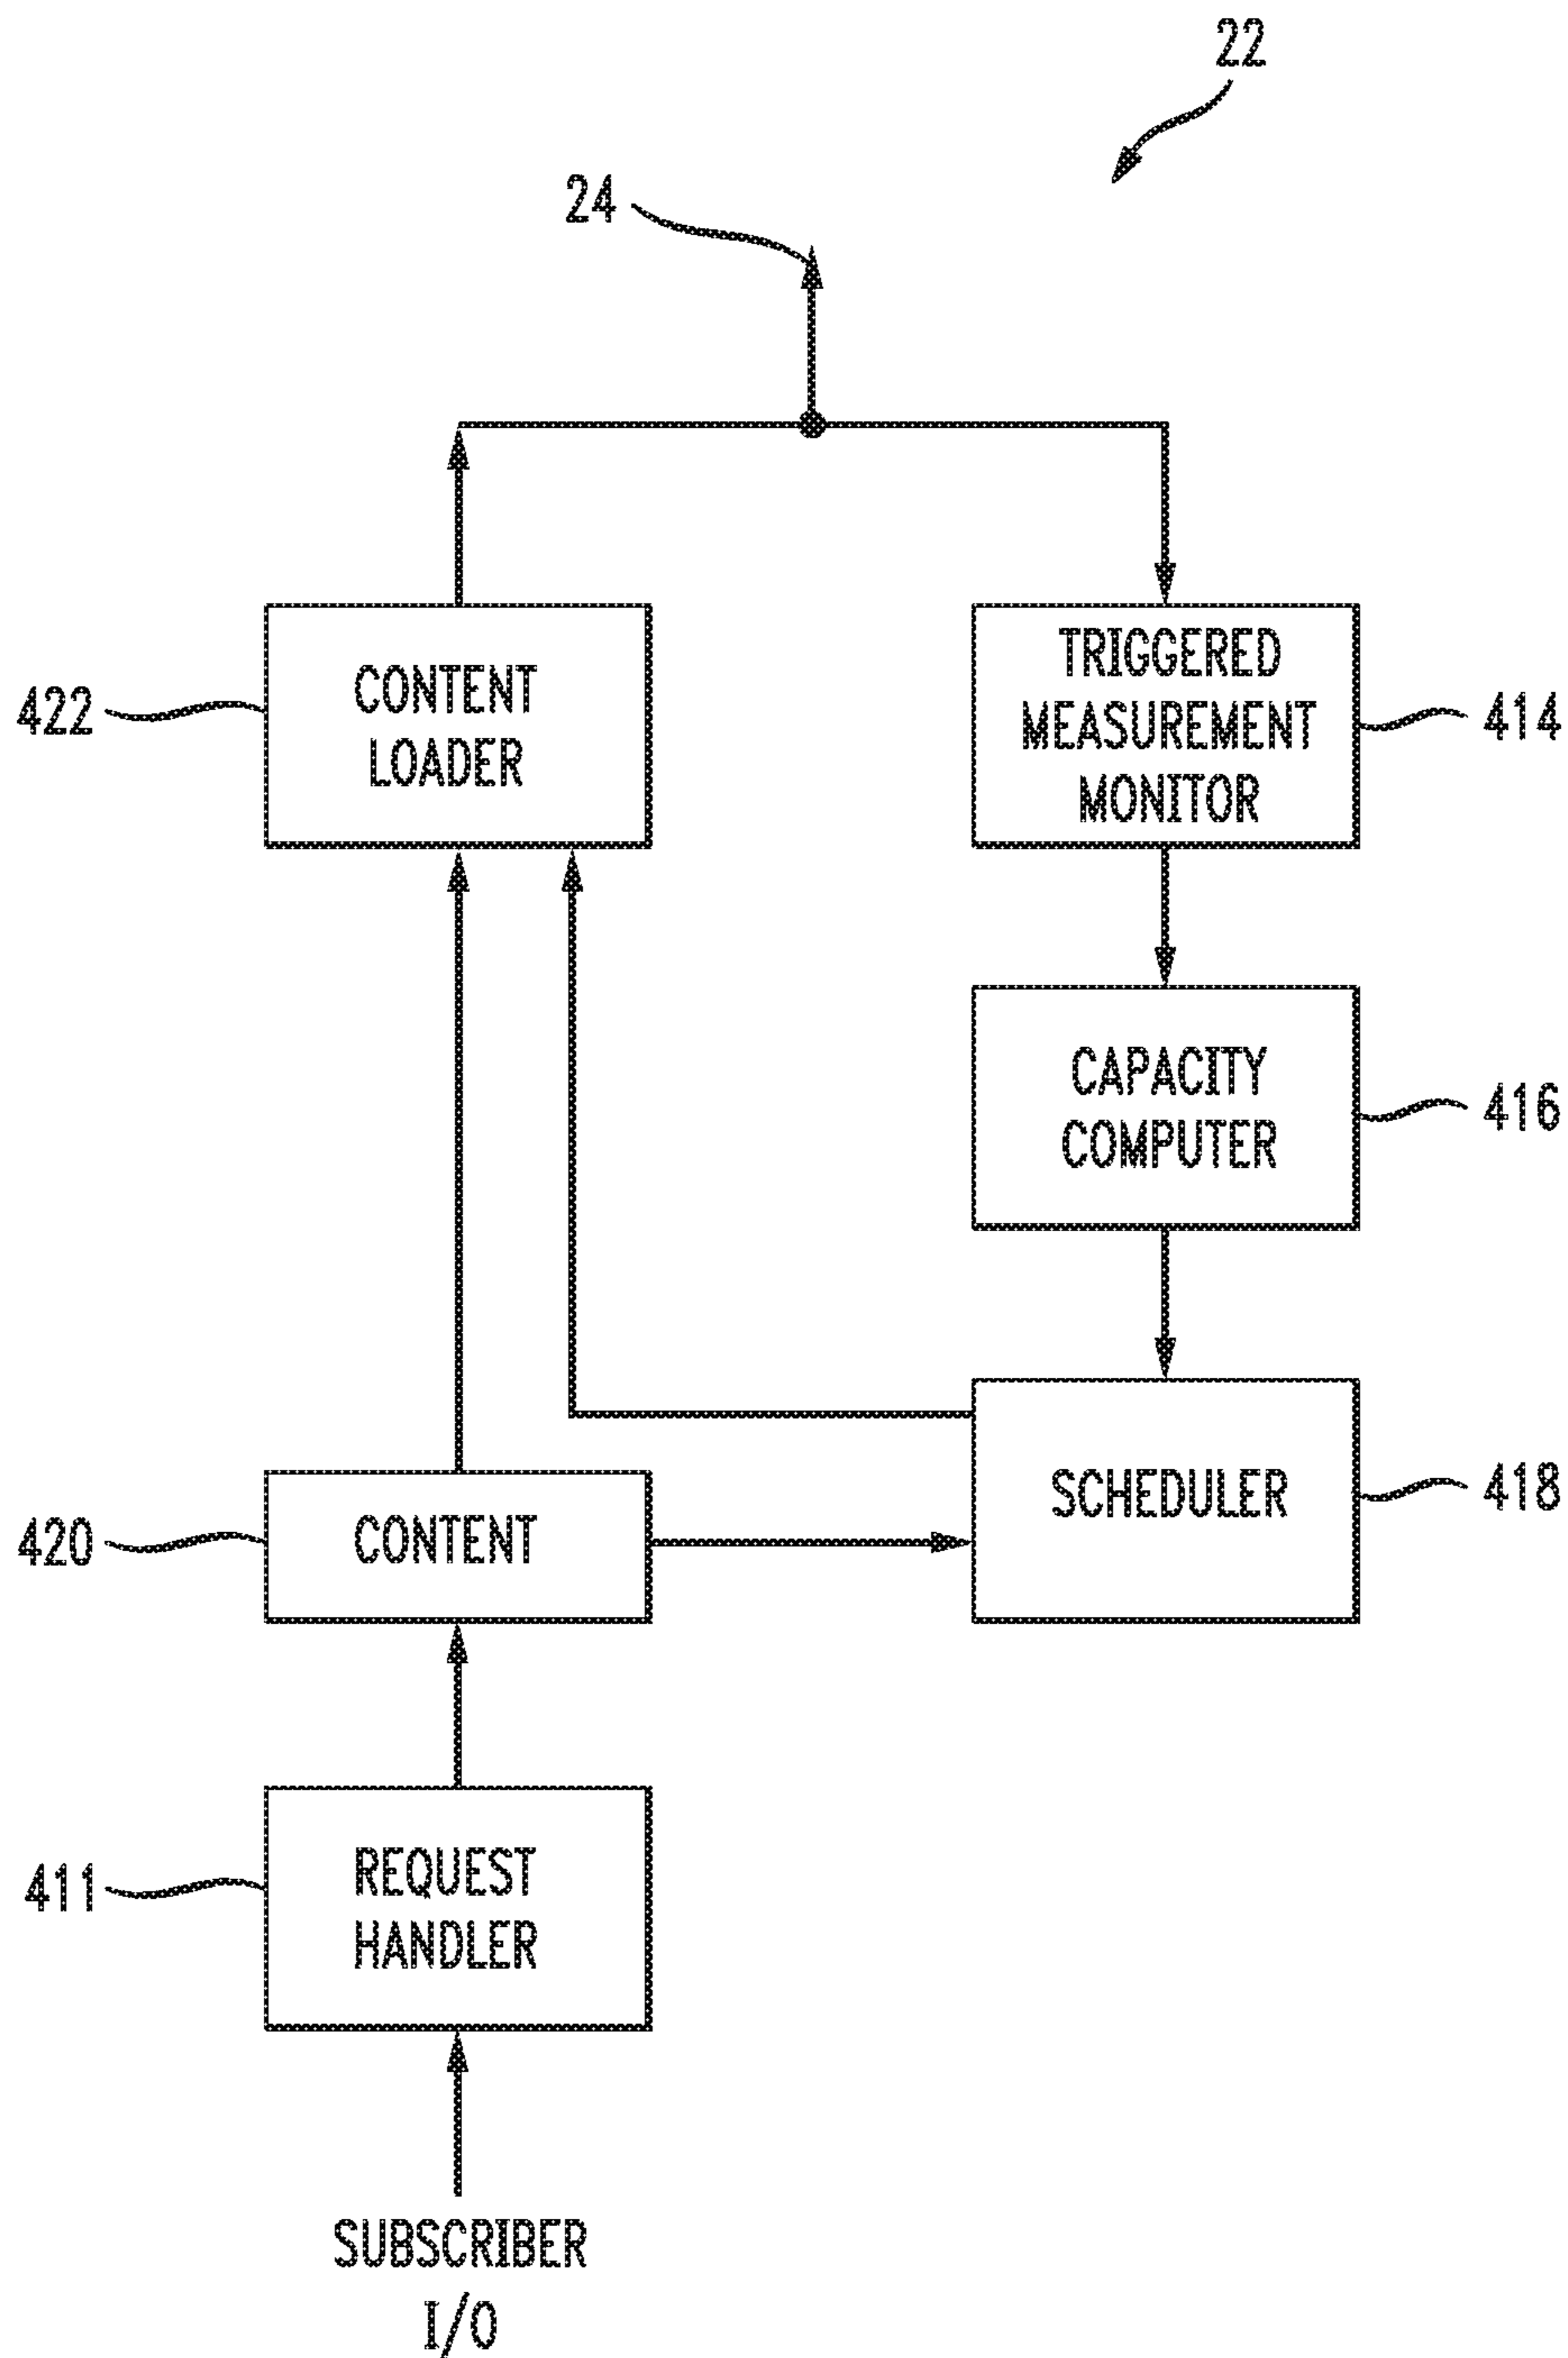 22
24
422
CONTENT
LOADER
TRIGGERED
MEASUREMENT
MONITOR
414
CAPACITY
COMPUTER
416
SCHEDULER
418
420
CONTENT
411
REQUEST
HANDLER
SUBSCRIBER
I/O